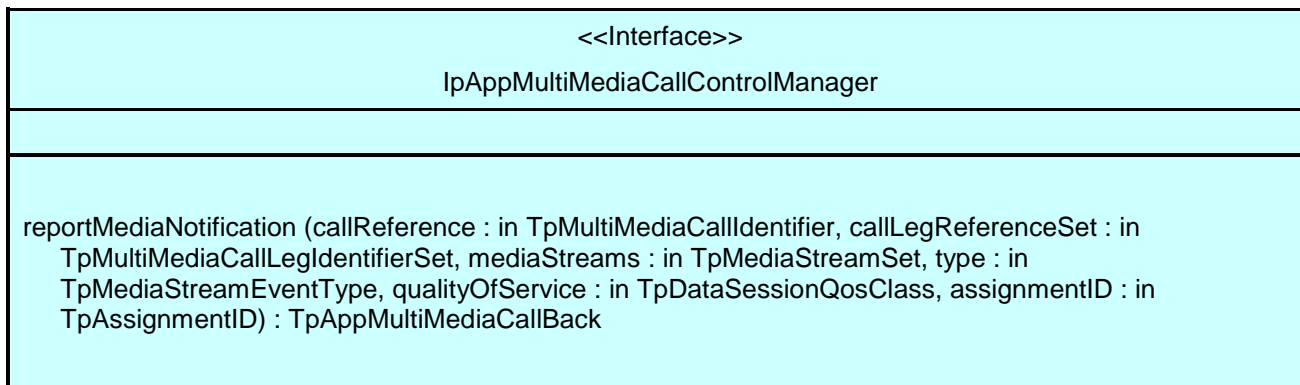 <<Interface>>
IpAppMultiMediaCallControlManager
reportMediaNotification (callReference : in TpMultiMediaCallIdentifier, callLegReferenceSet : in
TpMultiMediaCallLegIdentifierSet, mediaStreams : in TpMediaStreamSet, type : in
TpMediaStreamEventType, qualityOfService : in TpDataSessionQosClass, assignmentID : in
TpAssignmentID) : TpAppMultiMediaCallBack